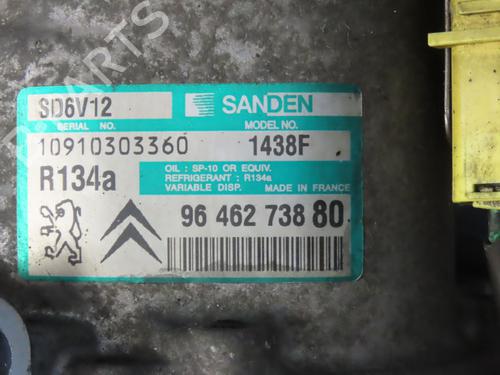 SD6V12
SANDEN
SERIAL NO.
MODEL NO.
10910303360
1438F
R134a
OIL : SP-10 OR EQUIV.
REFRIGERANT : R134a
VARIABLE DISP. MADE IN FRANCE
96 462 738 80
PARTS